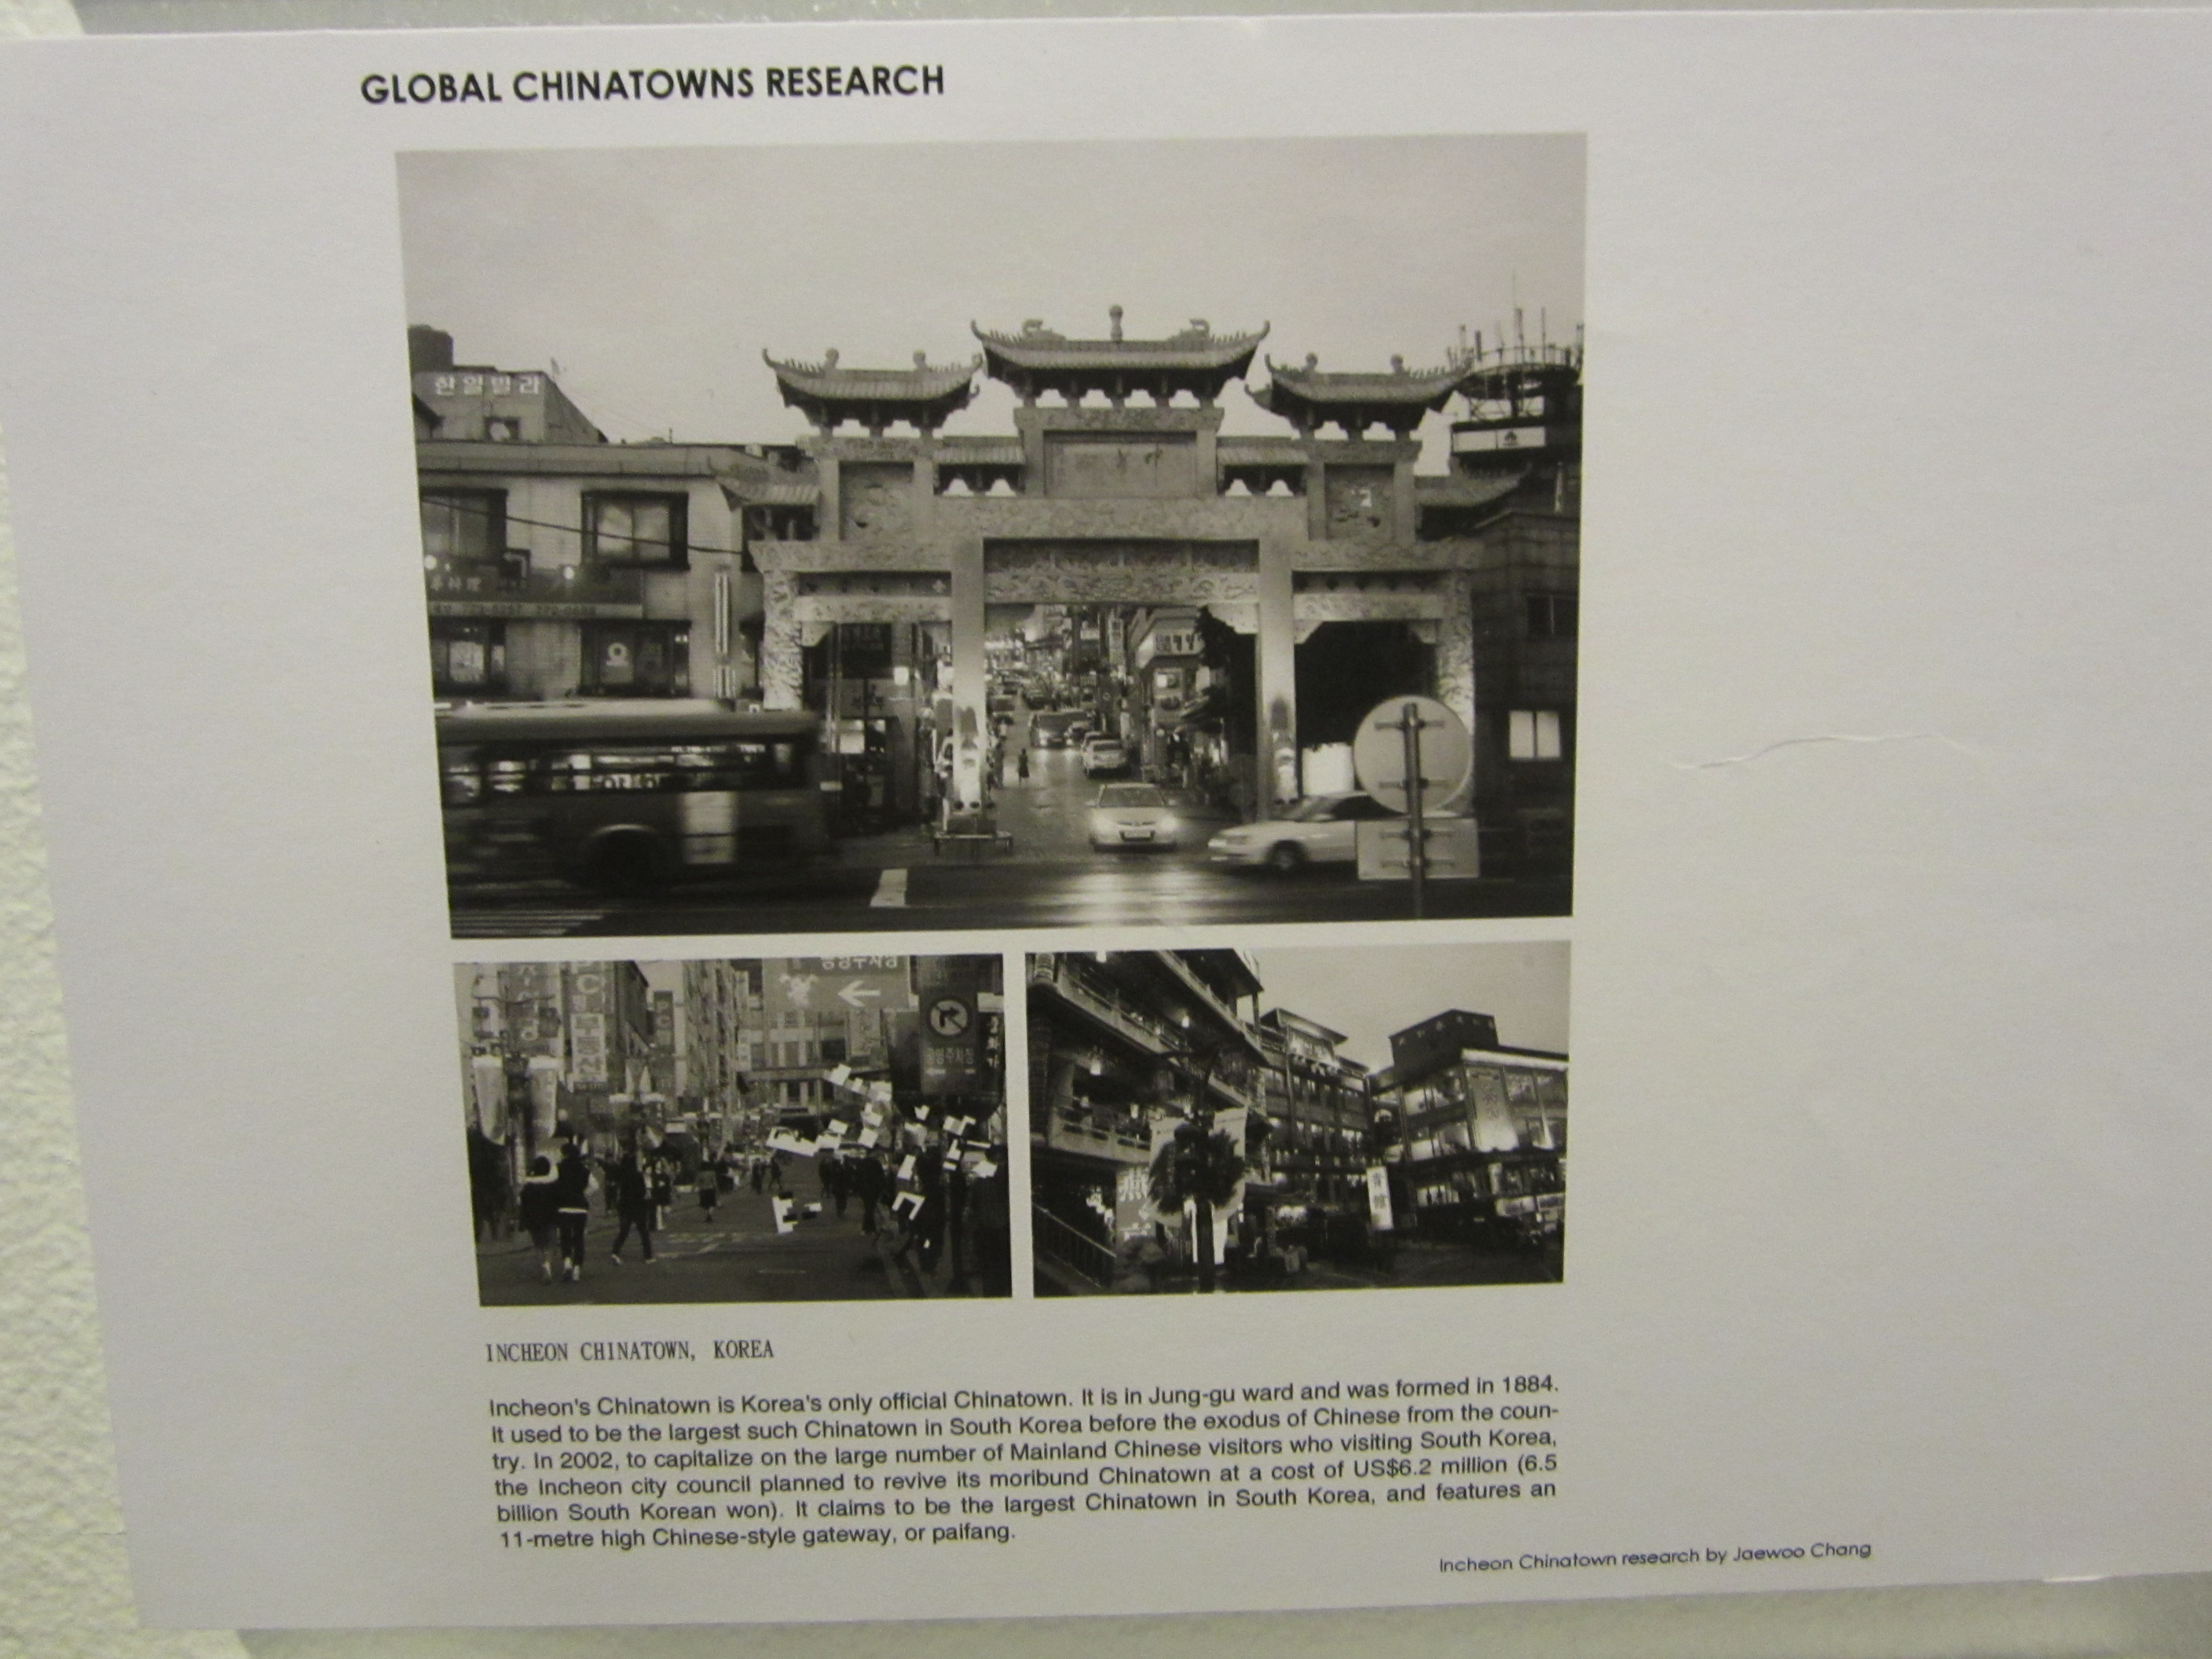 GLOBAL CHINATOWNS RESEARCH
한일빌라
INCHEON CHINATOWN, KOREA
Incheon's Chinatown is Korea's only official Chinatown. It is in Jung-gu ward and was formed in 1884.
It used to be the largest such Chinatown in South Korea before the exodus of Chinese from the coun-
try. In 2002, to capitalize on the large number of Mainland Chinese visitors who visiting South Korea,
the Incheon city council planned to revive its moribund Chinatown at a cost of US$6.2 million (6.5
billion South Korean won). It claims to be the largest Chinatown in South Korea, and features an
11-metre high Chinese-style gateway, or paifang.
Incheon Chinatown research by Jaewoo Chang